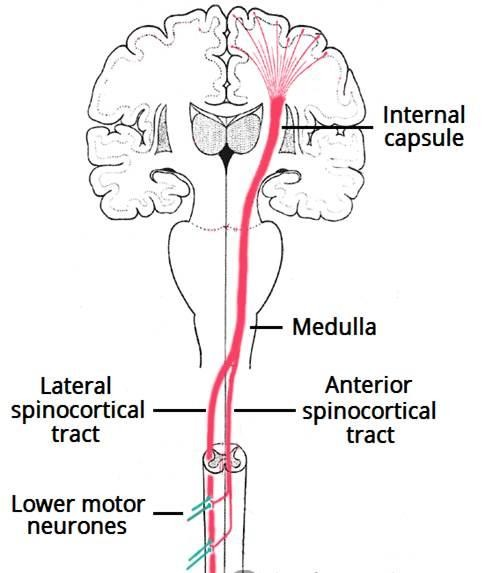 Internal
capsule
Medulla
Lateral
spinocortical
tract
Anterior
spinocortical
tract
Lower motor
neurones